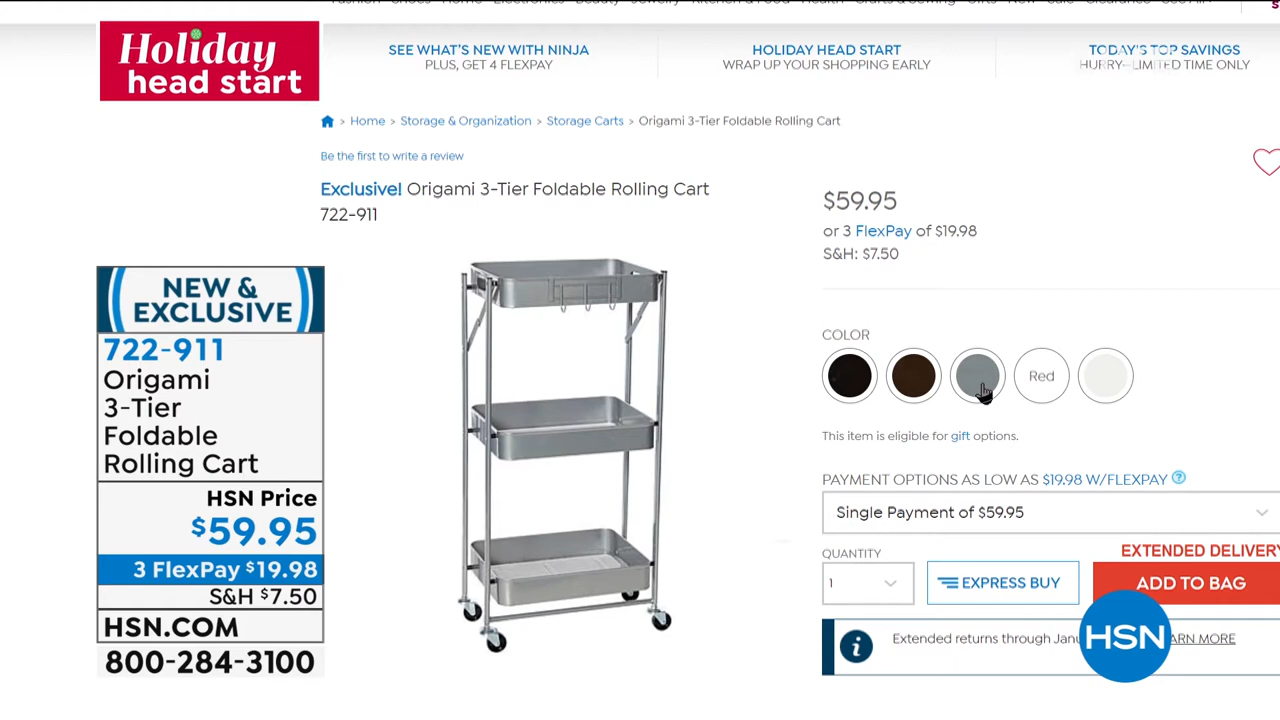 Holiday
head start
SEE WHAT'S NEW WITH NINJA
PLUS, GET 4 FLEXPAY
HOLIDAY HEAD START
WRAP UP YOUR SHOPPING EARLY
TODAY'S TOP SAVINGS
HURRY-LIMITED TIME ONLY
> Home > Storage & Organization > Storage Carts > Origami 3-Tier Foldable Rolling Cart
Be the first to write a review
Exclusive! Origami 3-Tier Foldable Rolling Cart
722-911
$59.95
or 3 FlexPay of $19.98
S&H: $7.50
COLOR
Red
This item is eligible for gift options.
PAYMENT OPTIONS AS LOW AS $19.98 W/FLEXPAY ?
Single Payment of $59.95
QUANTITY
1
EXPRESS BUY
EXTENDED DELIVERY
ADD TO BAG
i
Extended returns through
ARN MORE
HSN
NEW &
EXCLUSIVE
722-911
Origami
3-Tier
Foldable
Rolling Cart
HSN Price
$59.95
3 FlexPay $19.98
S&H $7.50
HSN.COM
800-284-3100